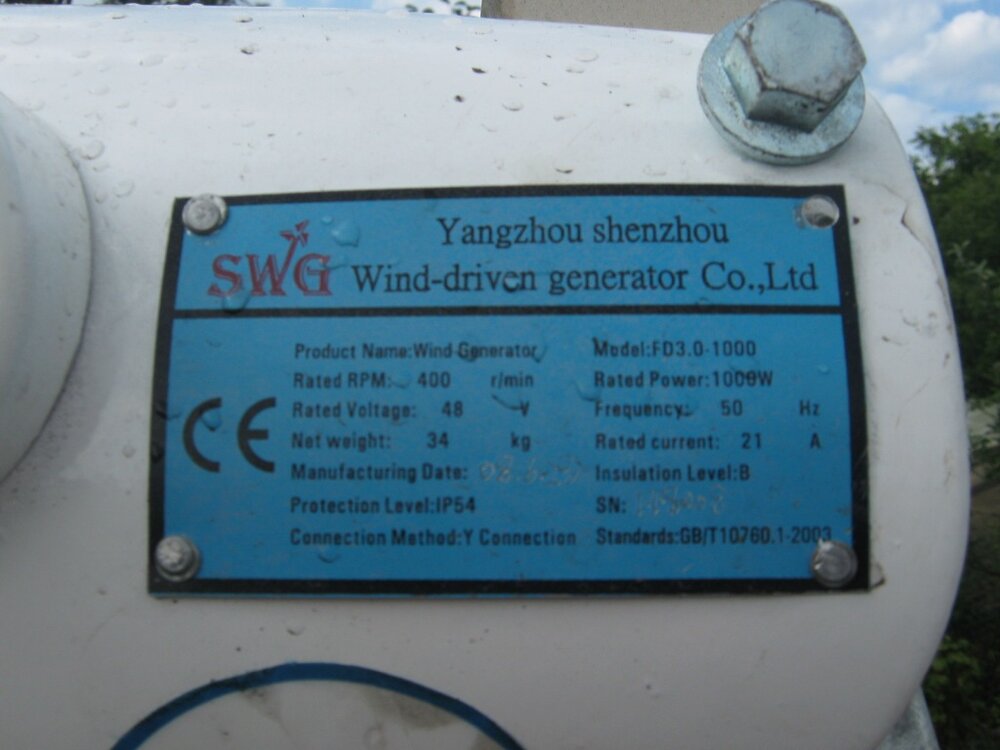 SWG
Yangzhou shenzhou
Wind-driven generator Co.,Ltd
CE
Product Name:Wind Generator Model:FD3.0-1000
Rated RPM: 400 r/min Rated Power:1000W
Rated Voltage: 48 V Frequency: 50 Hz
Net weight: 34 kg Rated current: 21 A
Manufacturing Date: Insulation Level:B
Protection Level:IP54 SN:
Connection Method:Y Connection Standards:GB/T10760.1-2003